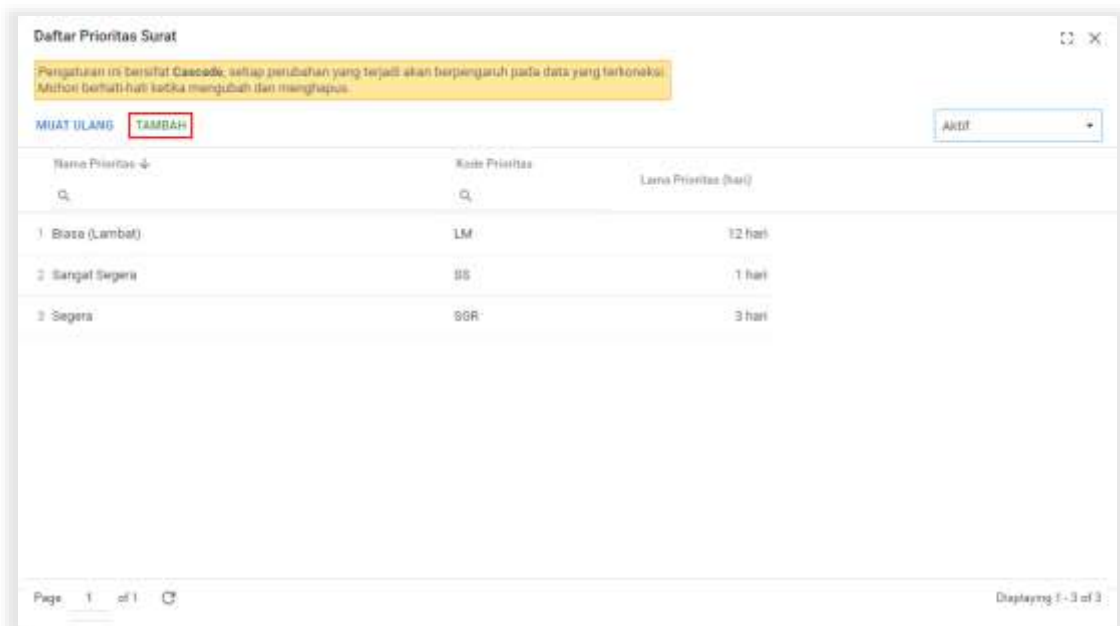 Daftar Prioritas Surat
Pengaturan ini bersifat Cascade, setiap perubahan yang terjadi akan berpengaruh pada data yang terkoneksi.
Mohon berhati-hati ketika mengubah dan menghapus.
MUAT ULANG TAMBAH Aktif
Nama Prioritas Kode Prioritas Lama Prioritas (hari)
1 Biasa (Lambat) LM 12 hari
2 Sangat Segera SS 1 hari
3 Segera SGR 3 hari
Page 1 of 1 Displaying 1 - 3 of 3